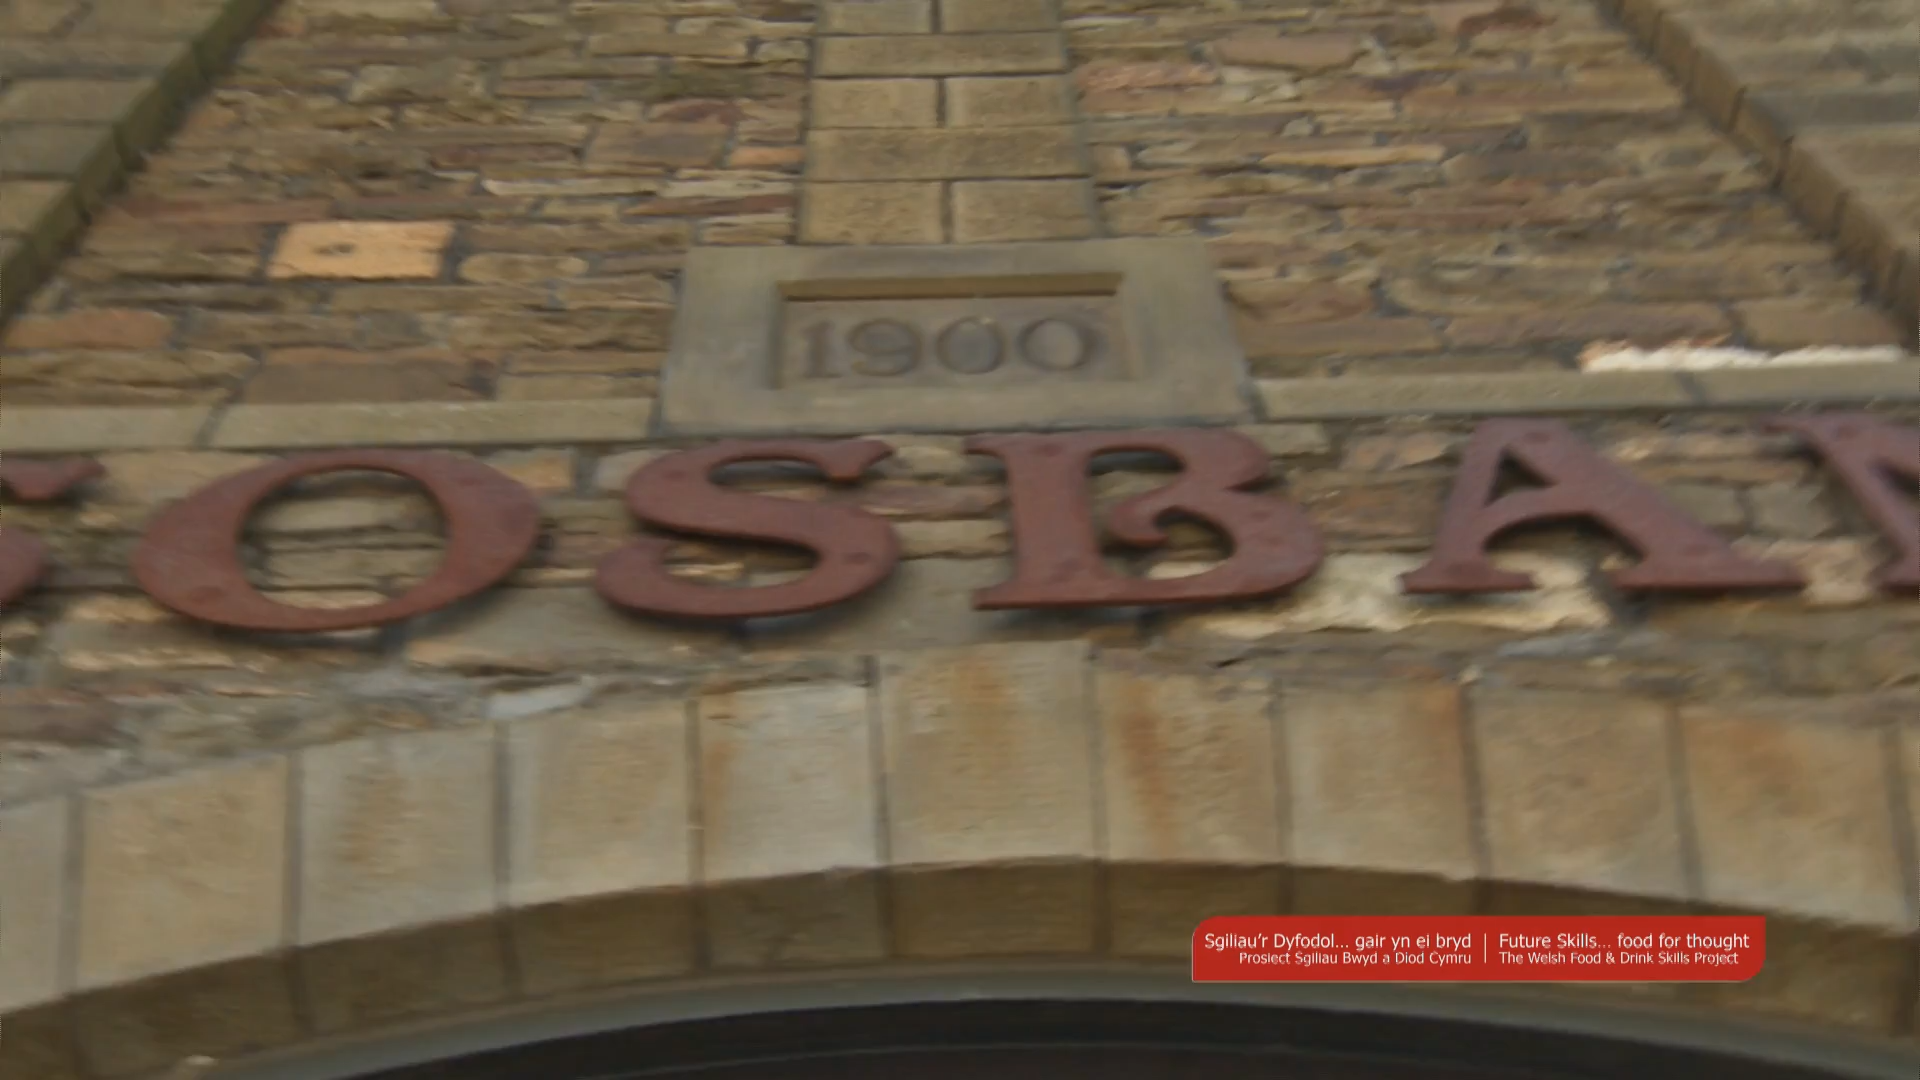 1900
COSBA
Sgiliau'r Dyfodol... gair yn ei bryd
Prosiect Sgiliau Bwyd a Diod Cymru
Future Skills... food for thought
The Welsh Food & Drink Skills Project